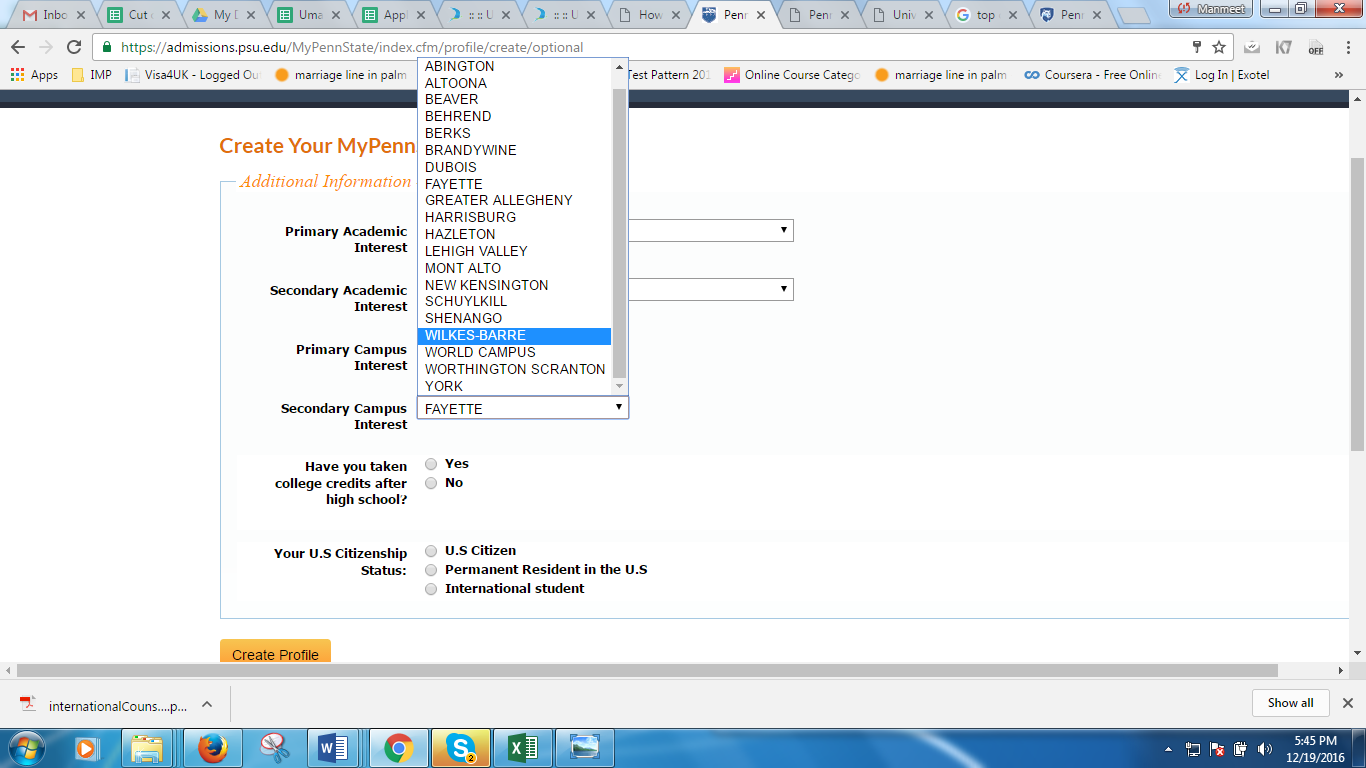 Inbo
Cut
My D
Uma
Appl
:: :: U
:: :: U
How
Penn
Penn
Univ
top
Penn
Manmeet
https://admissions.psu.edu/MyPennState/index.cfm/profile/create/optional
Apps
IMP
Visa4UK - Logged Ou
marriage line in palm
Test Pattern 201
Online Course Catego
marriage line in palm
Coursera - Free Onlin
Log In | Exotel
»
K7
OFF
Create Your MyPenn
Additional Information
Primary Academic
Interest
Secondary Academic
Interest
Primary Campus
Interest
ABINGTON
ALTOONA
BEAVER
BEHREND
BERKS
BRANDYWINE
DUBOIS
FAYETTE
GREATER ALLEGHENY
HARRISBURG
HAZLETON
LEHIGH VALLEY
MONT ALTO
NEW KENSINGTON
SCHUYLKILL
SHENANGO
WILKES-BARRE
WORLD CAMPUS
WORTHINGTON SCRANTON
YORK
Secondary Campus
Interest
FAYETTE
Have you taken
college credits after
high school?
Yes
No
Your U.S Citizenship
Status:
U.S Citizen
Permanent Resident in the U.S
International student
Create Profile
internationalCouns....p...
Show all
2
5:45 PM
12/19/2016